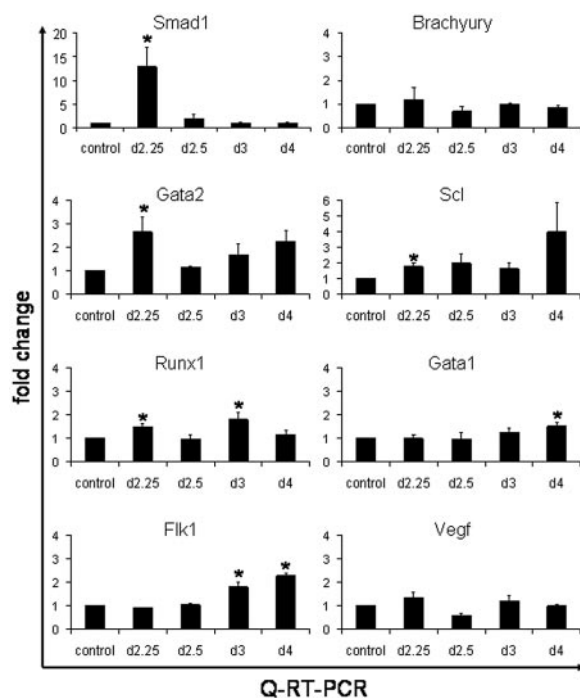 Smad1
Brachyury
20
15
10
5
0
* 
control d2.25 d2.5 d3 d4
4
3
2
1
0
control d2.25 d2.5 d3 d4
Gata2
Scl
4
3
2
1
0
*
control d2.25 d2.5 d3 d4
6
5
4
3
2
1
0
*
control d2.25 d2.5 d3 d4
fold change
Runx1
Gata1
4
3
2
1
0
* *
control d2.25 d2.5 d3 d4
4
3
2
1
0
*
control d2.25 d2.5 d3 d4
Flk1
Vegf
4
3
2
1
0
* *
control d2.25 d2.5 d3 d4
4
3
2
1
0
control d2.25 d2.5 d3 d4
Q-RT-PCR